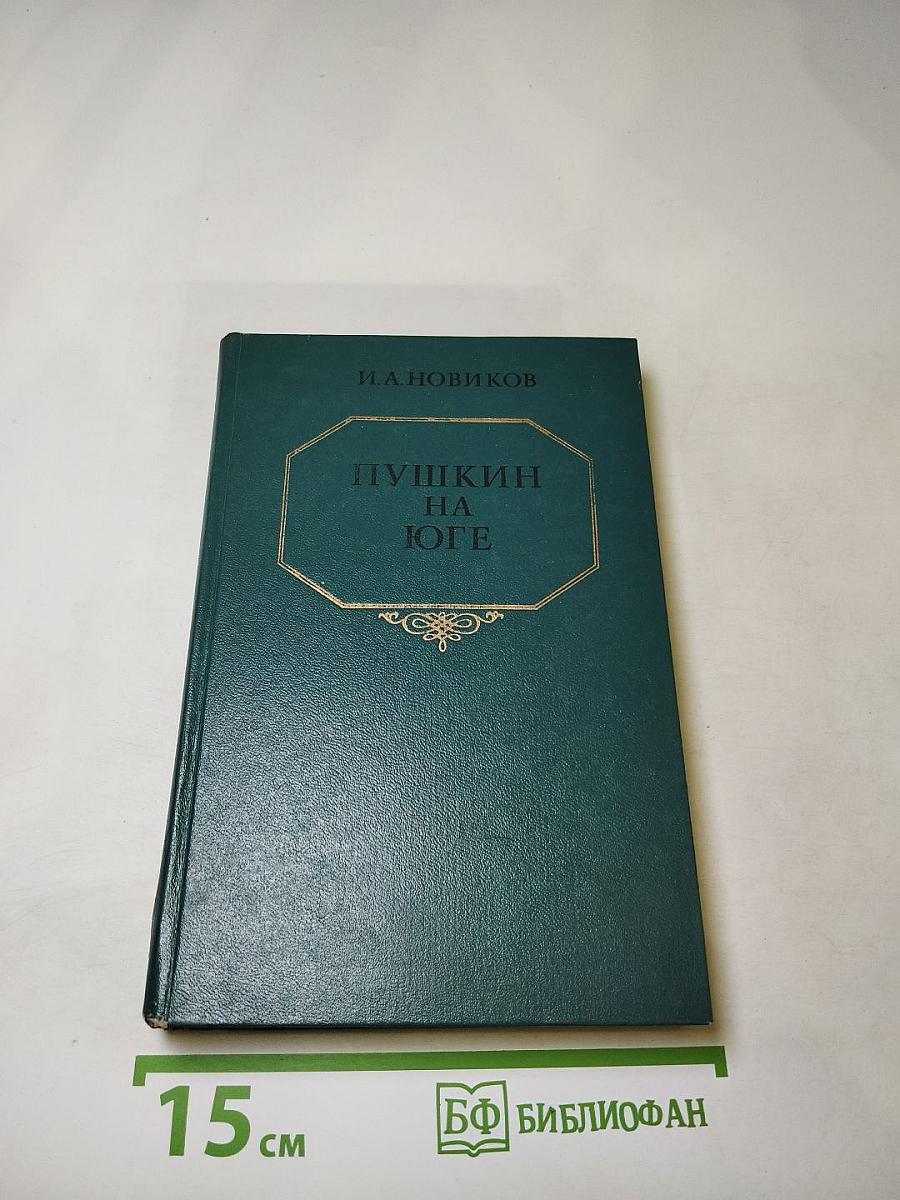 И.А.НОВИКОВ
ПУШКИН
НА
ЮГЕ
15 см
БФ БИБЛИОФАН